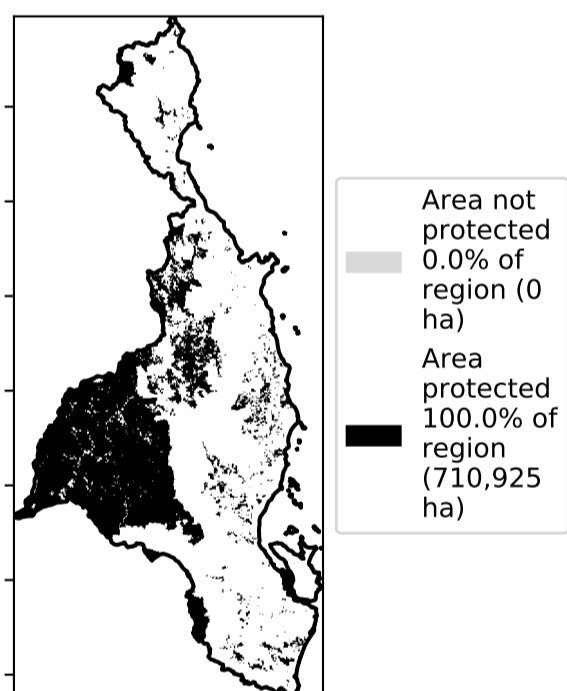 Area not
protected
0.0% of
region (0
ha)
Area
protected
100.0% of
region
(710,925
ha)